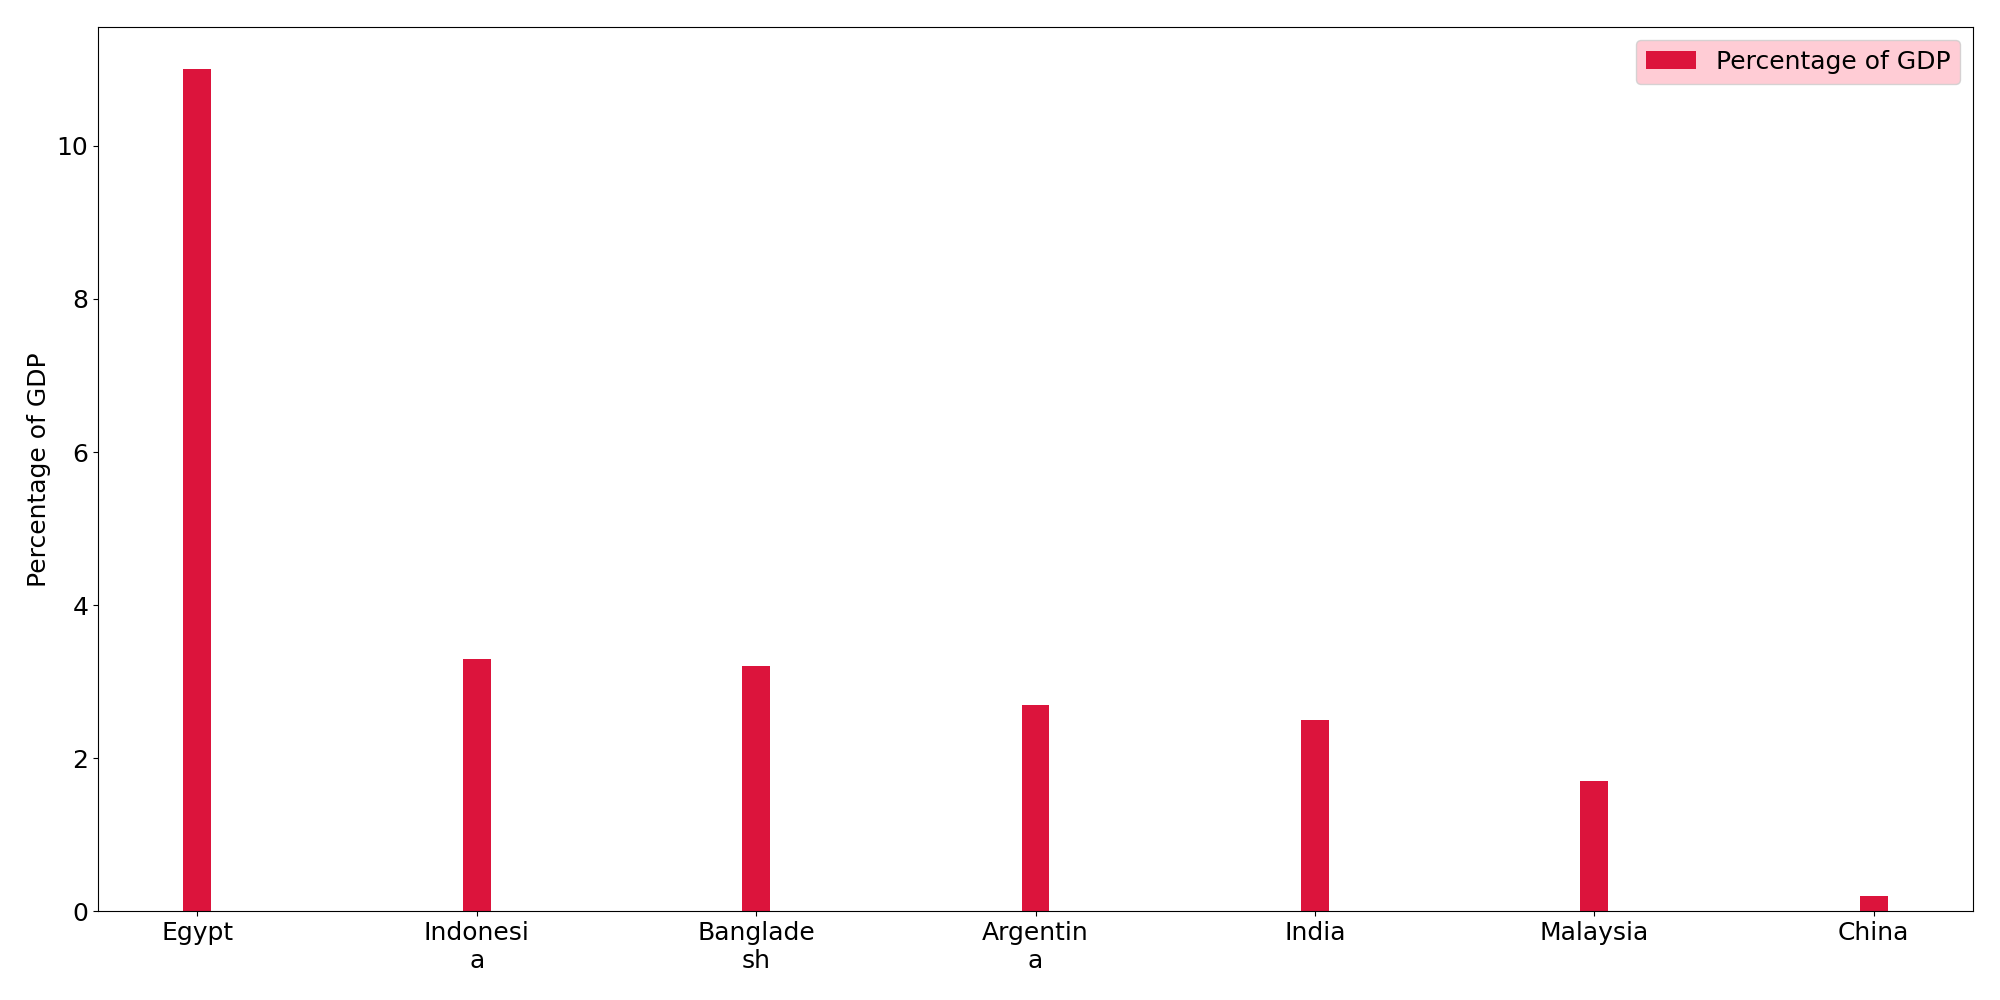 Percentage of GDP
Percentage of GDP
10
8
6
4
2
0
Egypt
Indonesi
a
Banglade
sh
Argentin
a
India
Malaysia
China